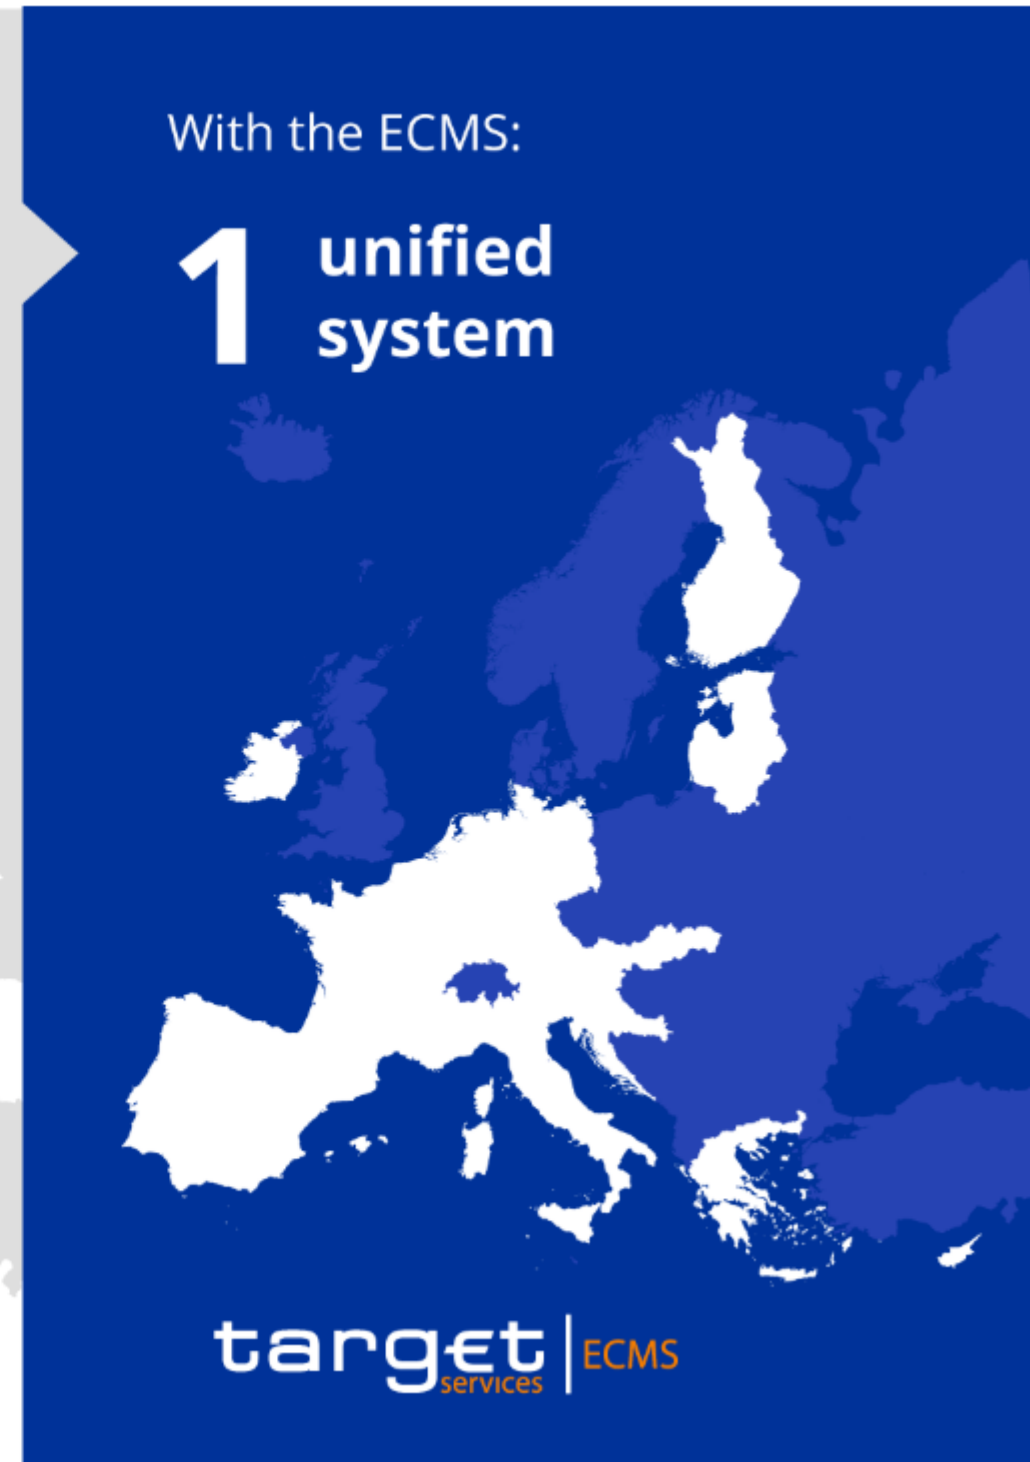 With the ECMS:
1 unified
system
target
services
ECMS